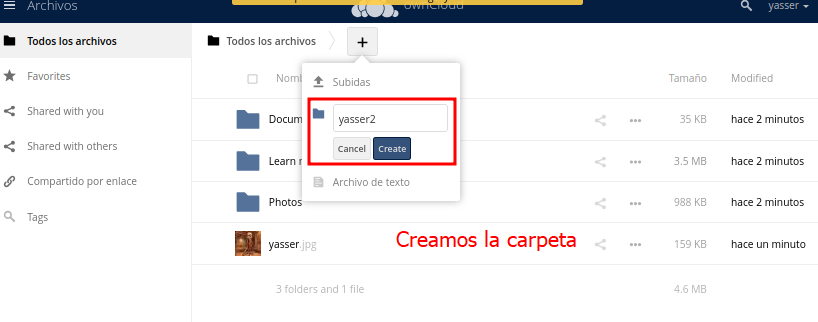 Archivos
ownCloud
yasser
Todos los archivos
Todos los archivos
+
Favorites
Shared with you
Shared with others
Compartido por enlace
Tags
Subidas
yasser2
Cancel
Create
Archivo de texto
Tamaño
Modified
35 KB
hace 2 minutos
Learn
3.5 MB
hace 2 minutos
Photos
988 KB
hace 2 minutos
yasser.jpg
159 KB
hace un minuto
Creamos la carpeta
3 folders and 1 file
4.6 MB